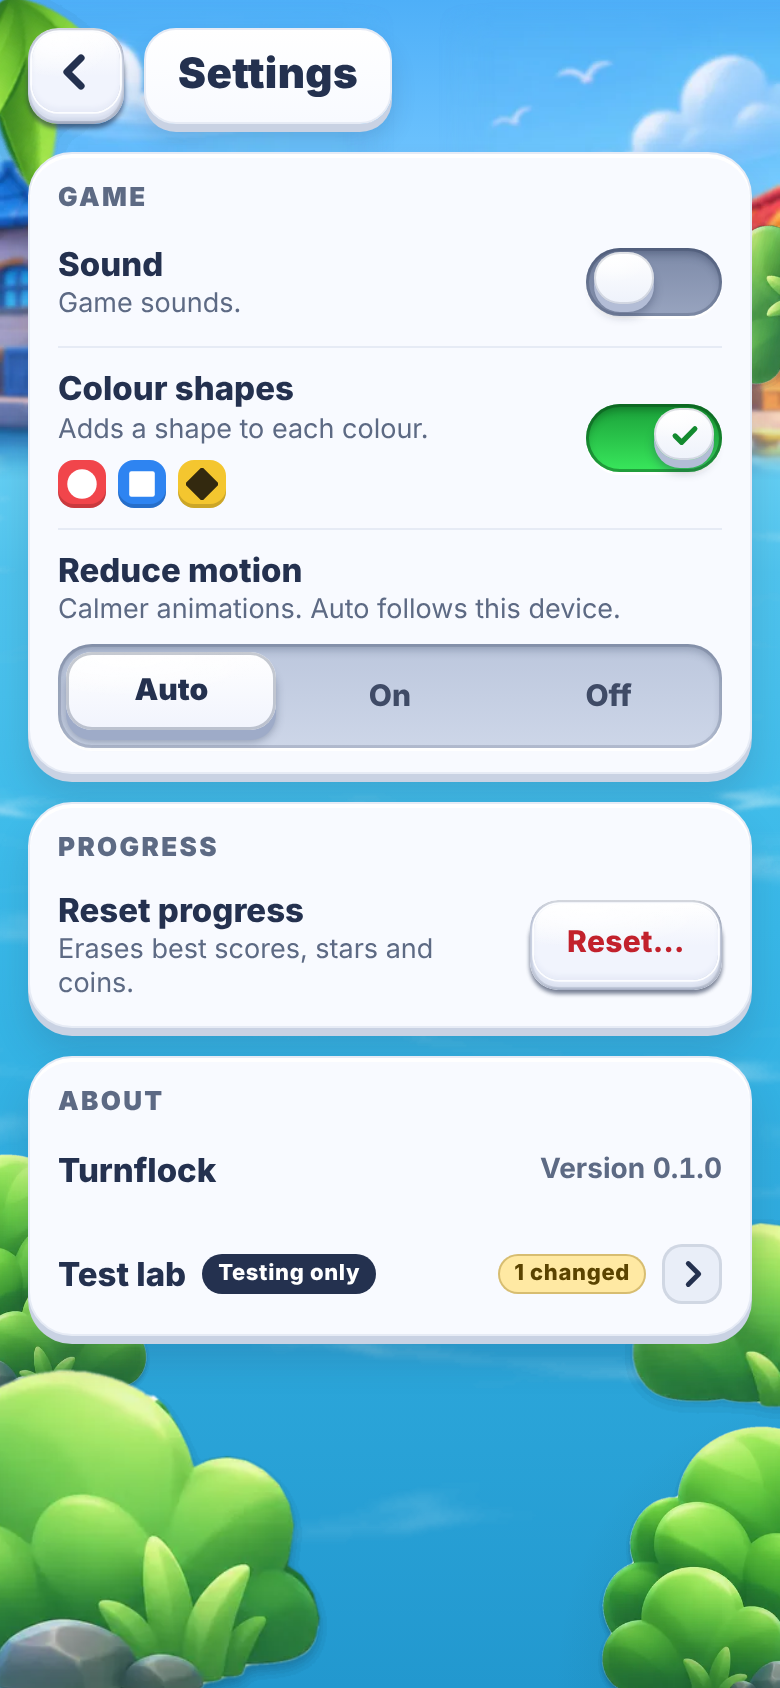 Settings
GAME
Sound
Game sounds.
Colour shapes
Adds a shape to each colour.
Reduce motion
Calmer animations. Auto follows this device.
Auto On Off
PROGRESS
Reset progress
Erases best scores, stars and
coins.
Reset...
ABOUT
Turnflock Version 0.1.0
Test lab Testing only 1 changed